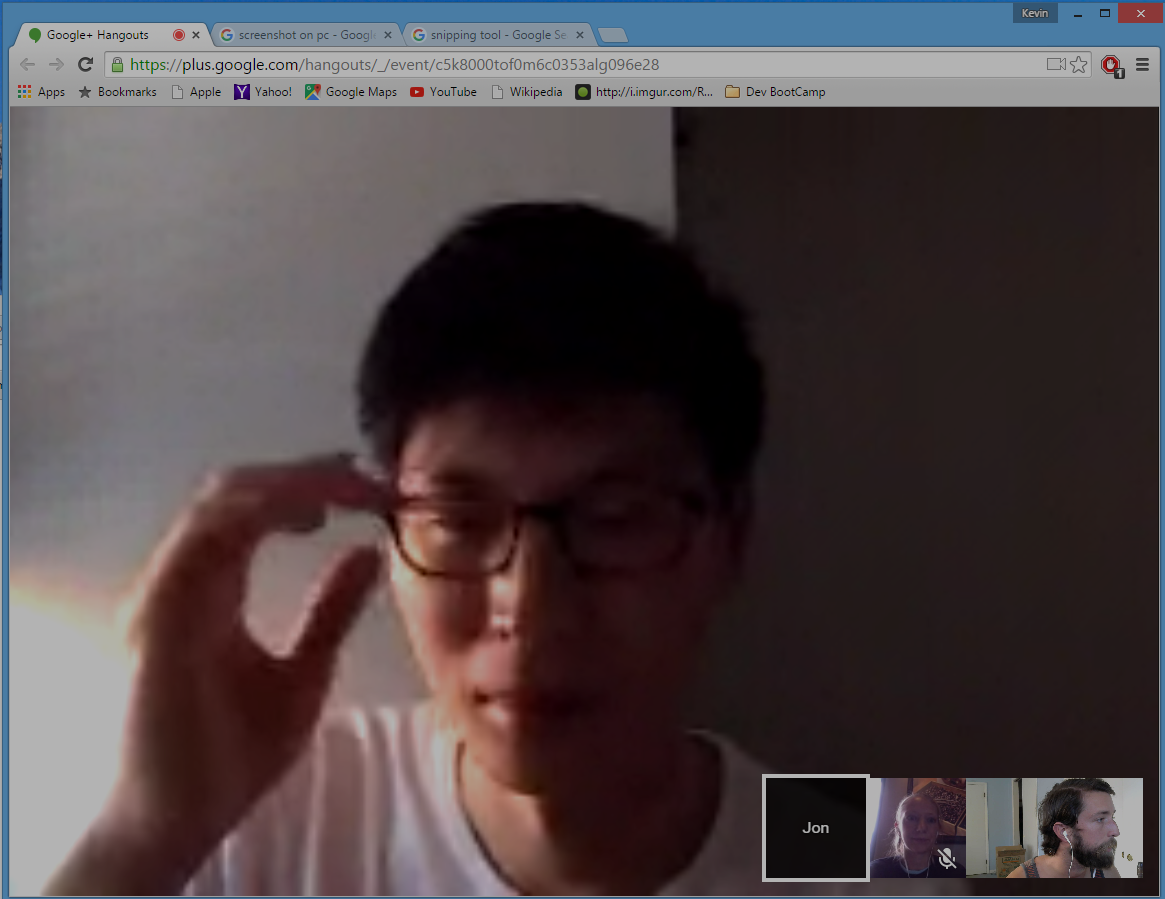 Kevin
Google+ Hangouts
screenshot on pc - Googl
snipping tool - Google Se
https://plus.google.com/hangouts/_/event/c5k8000tof0m6c0353alg096e28
1
Apps Bookmarks Apple Yahoo! Google Maps YouTube Wikipedia http://i.imgur.com/R... Dev BootCamp
Jon